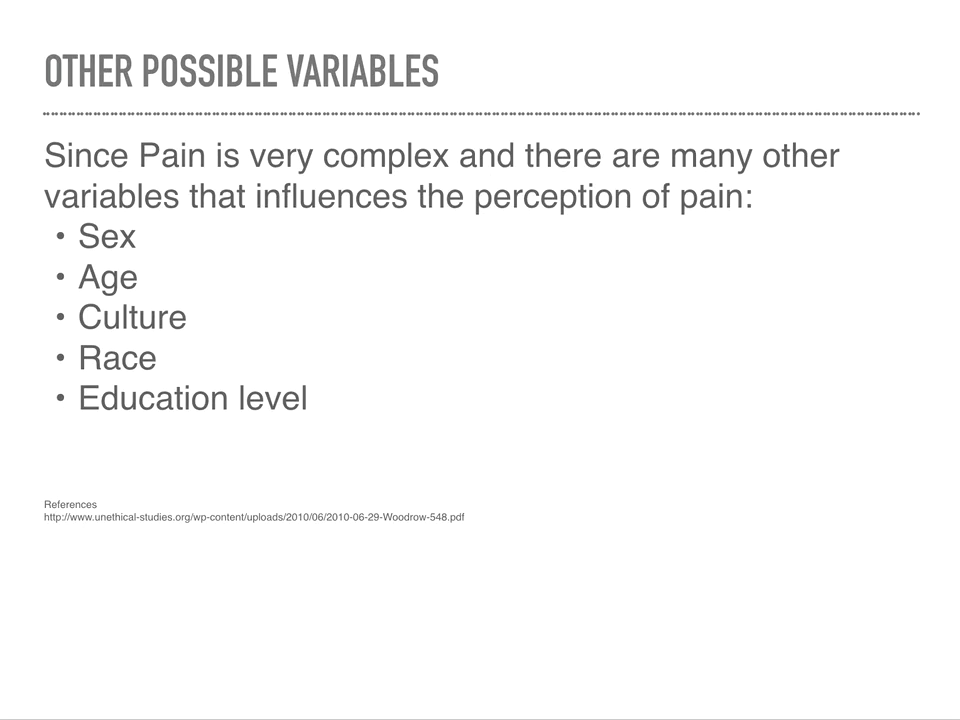 OTHER POSSIBLE VARIABLES
Since Pain is very complex and there are many other
variables that influences the perception of pain:
• Sex
• Age
• Culture
• Race
• Education level
References
http://www.unethical-studies.org/wp-content/uploads/2010/06/2010-06-29-Woodrow-548.pdf